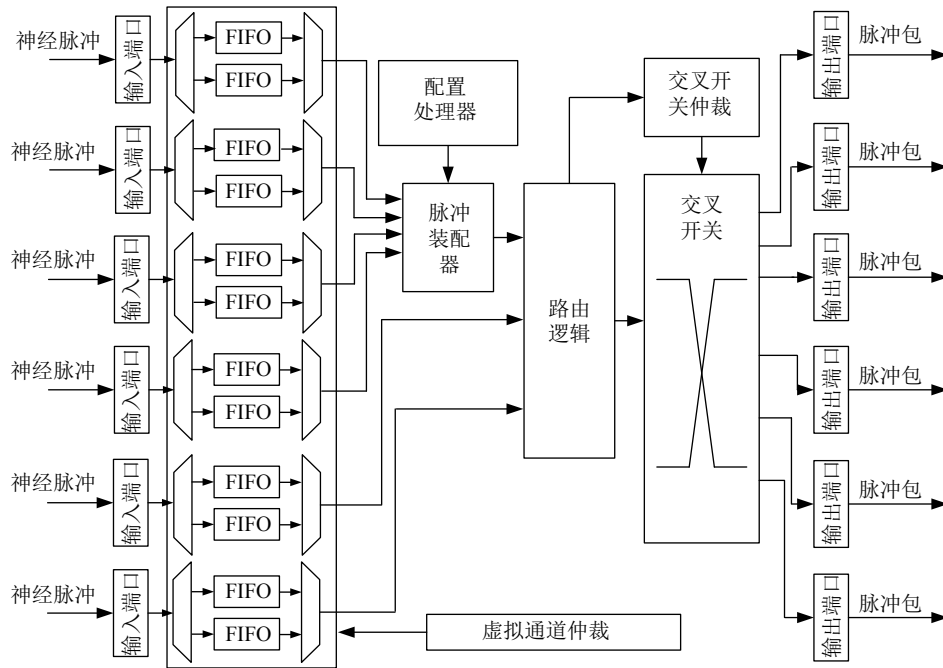 神经脉冲
输入端口
FIFO
FIFO
神经脉冲
输入端口
FIFO
FIFO
神经脉冲
输入端口
FIFO
FIFO
神经脉冲
输入端口
FIFO
FIFO
神经脉冲
输入端口
FIFO
FIFO
神经脉冲
输入端口
FIFO
FIFO
配置
处理器
脉冲
装配
器
虚拟通道仲裁
路由
逻辑
交叉开
关仲裁
交叉
开关
输出端口
脉冲包
输出端口
脉冲包
输出端口
脉冲包
输出端口
脉冲包
输出端口
脉冲包
输出端口
脉冲包